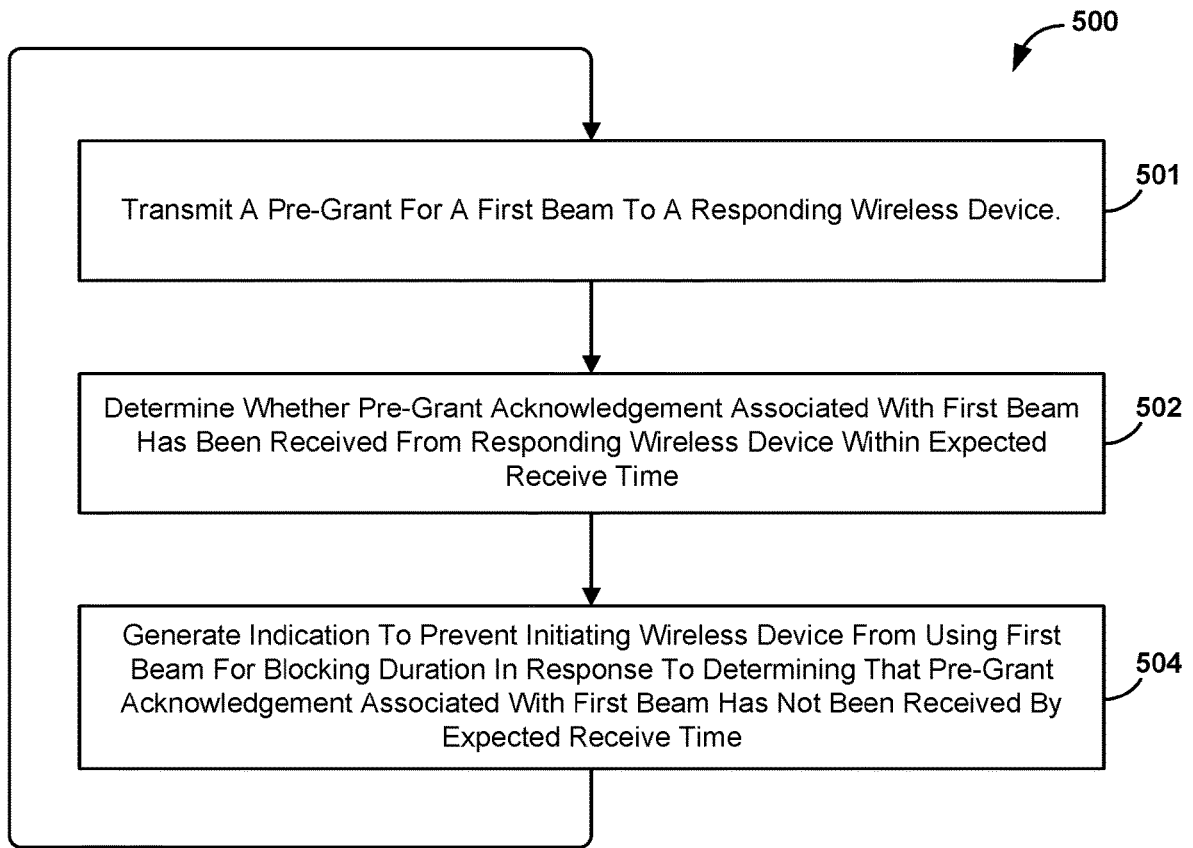 500
Transmit A Pre-Grant For A First Beam To A Responding Wireless Device.
501
Determine Whether Pre-Grant Acknowledgement Associated With First Beam
Has Been Received From Responding Wireless Device Within Expected
Receive Time
502
Generate Indication To Prevent Initiating Wireless Device From Using First
Beam For Blocking Duration In Response To Determining That Pre-Grant
Acknowledgement Associated With First Beam Has Not Been Received By
Expected Receive Time
504